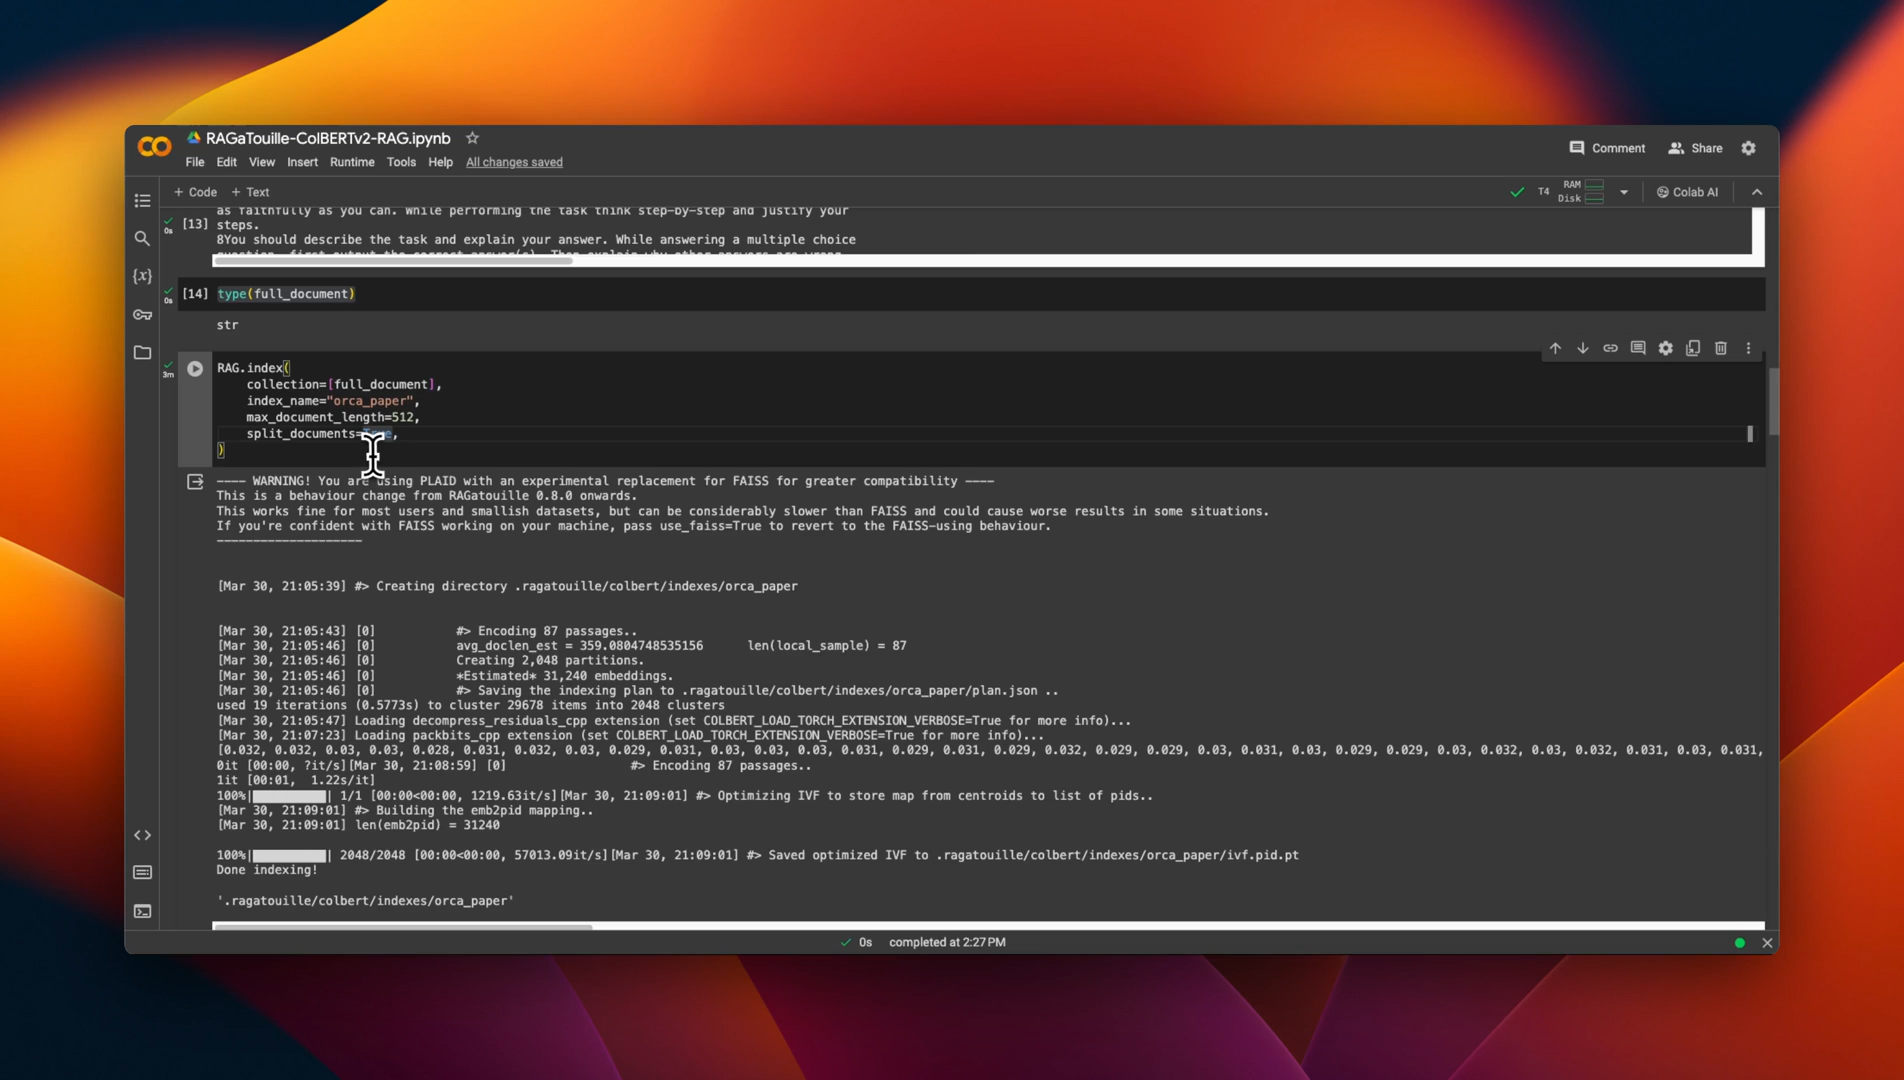 RAGaTouille-ColBERTv2-RAG.ipynb
File Edit View Insert Runtime Tools Help All changes saved
Comment Share
+ Code + Text
T4 RAM Disk Colab AI
as faithfully as you can. While performing the task think step-by-step and justify your
[13] steps.
0s
8You should describe the task and explain your answer. While answering a multiple choice
question, first output the correct answer(s). Then explain why other answers are wrong
[14] type(full_document)
0s
str
3m
RAG.index(
collection=[full_document],
index_name="orca_paper",
max_document_length=512,
split_documents=True,
)
---- WARNING! You are using PLAID with an experimental replacement for FAISS for greater compatibility ----
This is a behaviour change from RAGatouille 0.8.0 onwards.
This works fine for most users and smallish datasets, but can be considerably slower than FAISS and could cause worse results in some situations.
If you're confident with FAISS working on your machine, pass use_faiss=True to revert to the FAISS-using behaviour.
--------------------
[Mar 30, 21:05:39] #> Creating directory .ragatouille/colbert/indexes/orca_paper
[Mar 30, 21:05:43] [0] #> Encoding 87 passages..
[Mar 30, 21:05:46] [0] avg_doclen_est = 359.0804748535156 len(local_sample) = 87
[Mar 30, 21:05:46] [0] Creating 2,048 partitions.
[Mar 30, 21:05:46] [0] *Estimated* 31,240 embeddings.
[Mar 30, 21:05:46] [0] #> Saving the indexing plan to .ragatouille/colbert/indexes/orca_paper/plan.json ..
used 19 iterations (0.5773s) to cluster 29678 items into 2048 clusters
[Mar 30, 21:05:47] Loading decompress_residuals_cpp extension (set COLBERT_LOAD_TORCH_EXTENSION_VERBOSE=True for more info)...
[Mar 30, 21:07:23] Loading packbits_cpp extension (set COLBERT_LOAD_TORCH_EXTENSION_VERBOSE=True for more info)...
[0.032, 0.032, 0.03, 0.03, 0.028, 0.031, 0.032, 0.03, 0.029, 0.031, 0.03, 0.03, 0.03, 0.031, 0.029, 0.031, 0.029, 0.032, 0.029, 0.029, 0.03, 0.031, 0.03, 0.029, 0.029, 0.03, 0.032, 0.03, 0.032, 0.031, 0.03, 0.031,
0it [00:00, ?it/s][Mar 30, 21:08:59] [0] #> Encoding 87 passages..
1it [00:01, 1.22s/it]
100%| | 1/1 [00:00<00:00, 1219.63it/s][Mar 30, 21:09:01] #> Optimizing IVF to store map from centroids to list of pids..
[Mar 30, 21:09:01] #> Building the emb2pid mapping..
[Mar 30, 21:09:01] len(emb2pid) = 31240
100%| | 2048/2048 [00:00<00:00, 57013.09it/s][Mar 30, 21:09:01] #> Saved optimized IVF to .ragatouille/colbert/indexes/orca_paper/ivf.pid.pt
Done indexing!
'.ragatouille/colbert/indexes/orca_paper'
0s completed at 2:27 PM